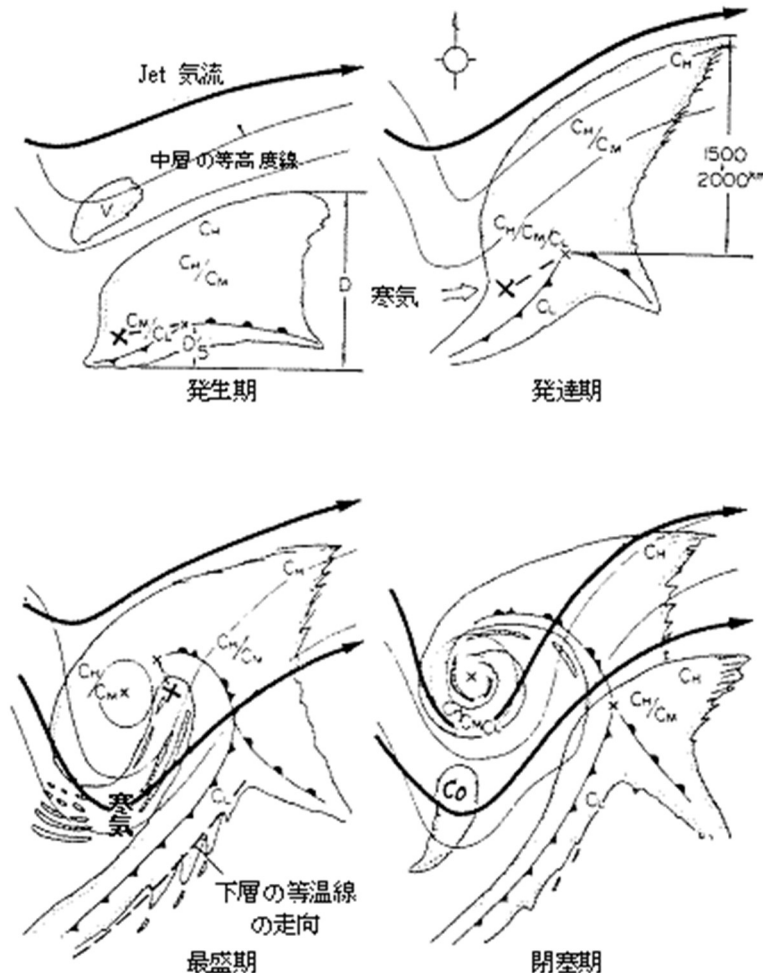 Jet 気流
中層の等高度線
V
CH
CH/CM
CM/CL
D/5
D
発生期
CH
CH/CM
CH/CM/CL
CL
寒気
1500
2000km
発達期
CH
CH/CM
CH/CM
寒気
CL
下層の等温線
の走向
最盛期
CH
CH
CH/CM
Co
CL
閉塞期